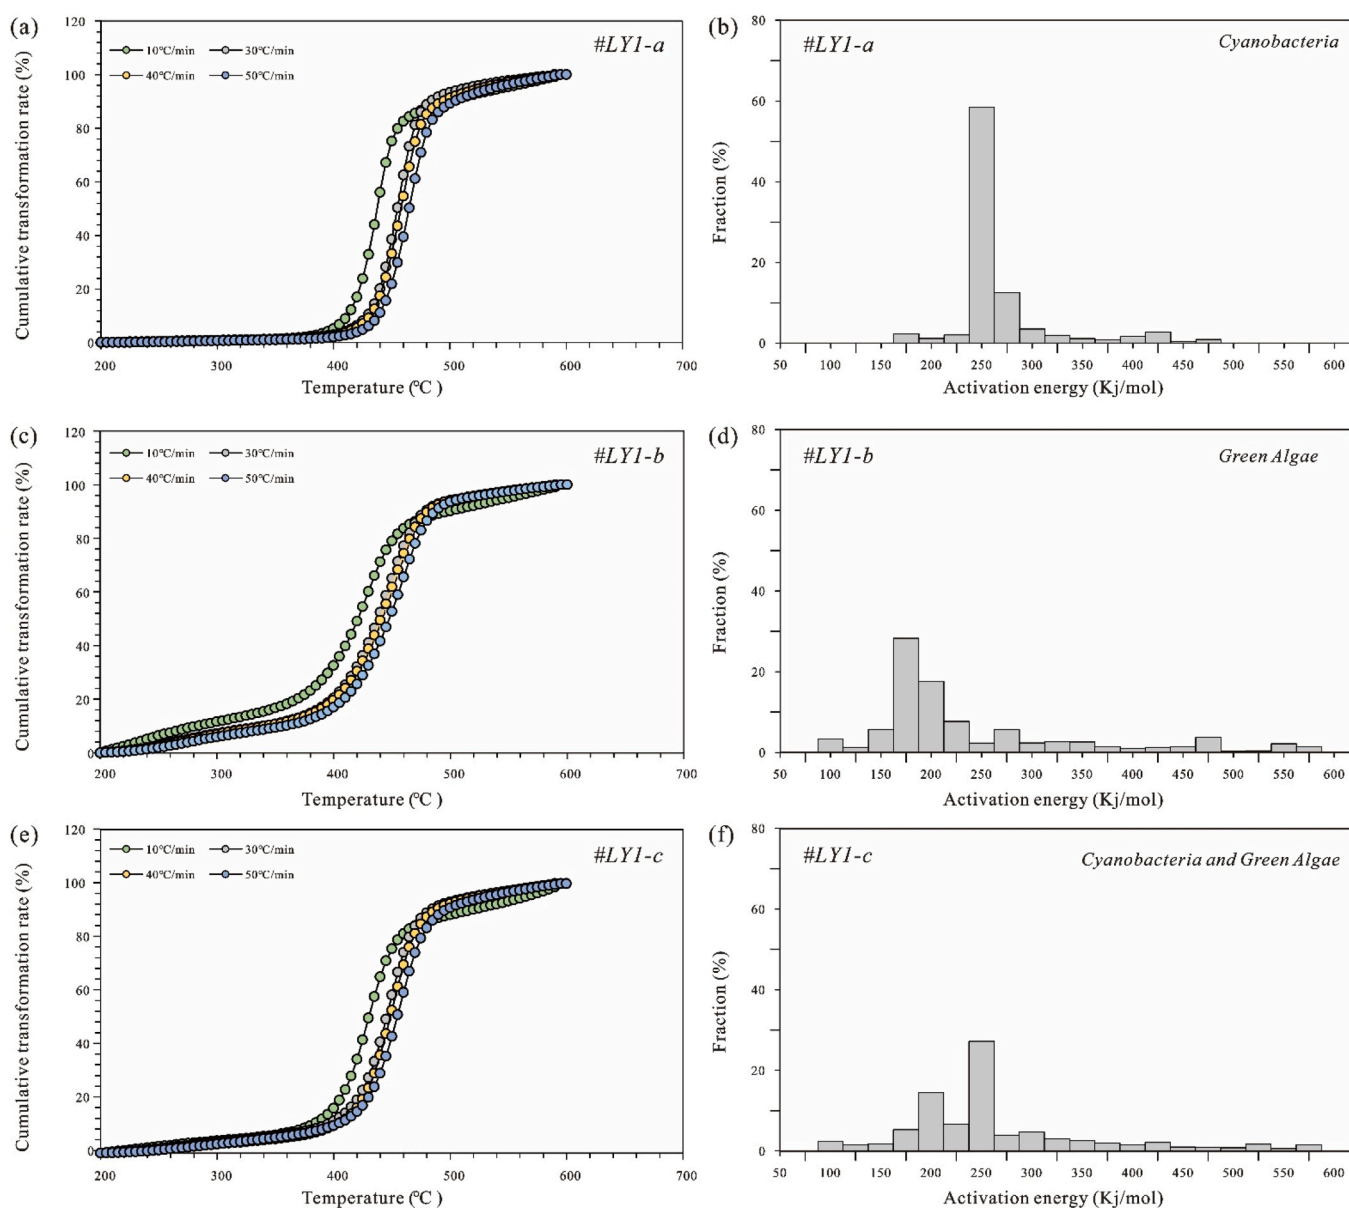 (a)
Cumulative transformation rate (%)
120
100
80
60
40
20
0
10℃/min 30℃/min
40℃/min 50℃/min
#LY1-a
200 300 400 500 600 700
Temperature (℃ )
(b)
Fraction (%)
80
60
40
20
0
#LY1-a
Cyanobacteria
50 100 150 200 250 300 350 400 450 500 550 600
Activation energy (Kj/mol)
(c)
Cumulative transformation rate (%)
120
100
80
60
40
20
0
10℃/min 30℃/min
40℃/min 50℃/min
#LY1-b
200 300 400 500 600 700
Temperature (℃ )
(d)
Fraction (%)
80
60
40
20
0
#LY1-b
Green Algae
50 100 150 200 250 300 350 400 450 500 550 600
Activation energy (Kj/mol)
(e)
Cumulative transformation rate (%)
120
100
80
60
40
20
0
10℃/min 30℃/min
40℃/min 50℃/min
#LY1-c
200 300 400 500 600 700
Temperature (℃ )
(f)
Fraction (%)
80
60
40
20
0
#LY1-c
Cyanobacteria and Green Algae
50 100 150 200 250 300 350 400 450 500 550 600
Activation energy (Kj/mol)